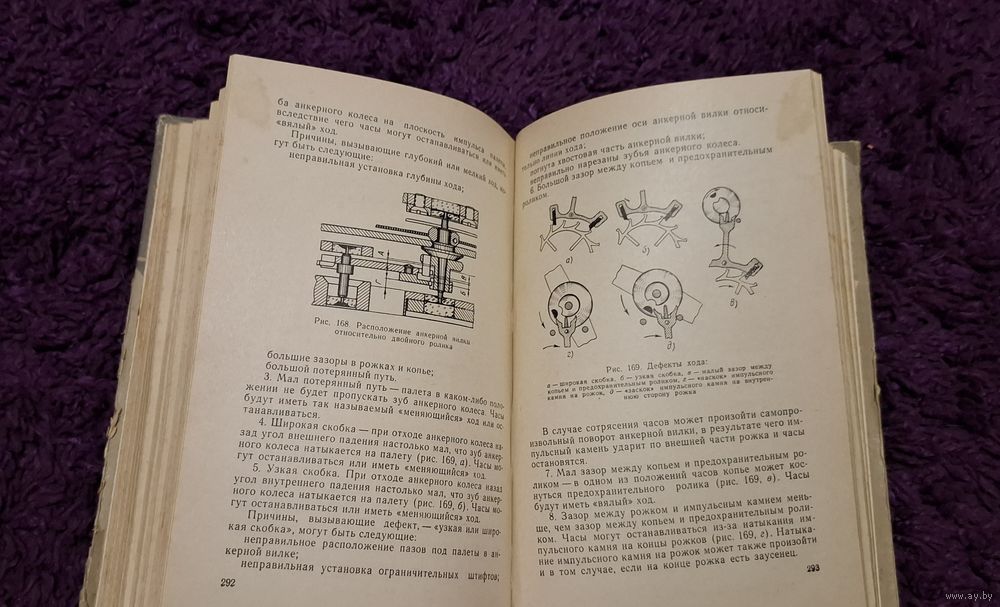 ба анкерного колеса на плоскость импульса палеты,
вследствие чего часы могут останавливаться или иметь
«вялый» ход.
Причины, вызывающие глубокий или мелкий ход, мо-
гут быть следующие:
неправильная установка глубины хода;
Рис. 168. Расположение анкерной вилки
относительно двойного ролика
большие зазоры в рожках и копье;
большой потерянный путь.
3. Мал потерянный путь — палета в каком-либо поло-
жении не будет пропускать зуб анкерного колеса. Часы
будут иметь так называемый «меняющийся» ход или ос-
танавливаться.
4. Широкая скобка — при отходе анкерного колеса на-
зад угол внешнего падения настолько мал, что зуб анкер-
ного колеса натыкается на палету (рис. 169, а). Часы мо-
гут останавливаться или иметь «меняющийся» ход.
5. Узкая скобка. При отходе анкерного колеса назад
угол внутреннего падения настолько мал, что зуб анкер-
ного колеса натыкается на палету (рис. 169, б). Часы мо-
гут останавливаться или иметь «меняющийся» ход.
Причины, вызывающие дефект, — «узкая или широ-
кая скобка», могут быть следующие:
неправильное расположение пазов под палеты в ан-
керной вилке;
неправильная установка ограничительных штифтов;
292
неправильное положение оси анкерной вилки относи-
тельно линии хода;
погнута хвостовая часть анкерной вилки;
неправильно нарезаны зубья анкерного колеса.
6. Большой зазор между копьем и предохранительным
роликом.
а)
б)
в)
г)
д)
Рис. 169. Дефекты хода:
а — широкая скобка, б — узкая скобка, в — малый зазор между
копьем и предохранительным роликом, г — «наскок» импульсного
камня на рожок, д — «заскок» импульсного камня на внутрен-
нюю сторону рожка
В случае сотрясения часов может произойти самопро-
извольный поворот анкерной вилки, в результате чего им-
пульсный камень ударит по внешней части рожка и часы
остановятся.
7. Мал зазор между копьем и предохранительным ро-
ликом — в одном из положений часов копье может кос-
нуться предохранительного ролика (рис. 169, в). Часы
будут иметь «вялый» ход.
8. Зазор между рожком и импульсным камнем мень-
ше, чем зазор между копьем и предохранительным роли-
ком. Часы могут останавливаться из-за натыкания им-
пульсного камня на концы рожков (рис. 169, г). Натыка-
ние импульсного камня на рожок может также произойти
и в том случае, если на конце рожка есть заусенец.
293
www.ay.by